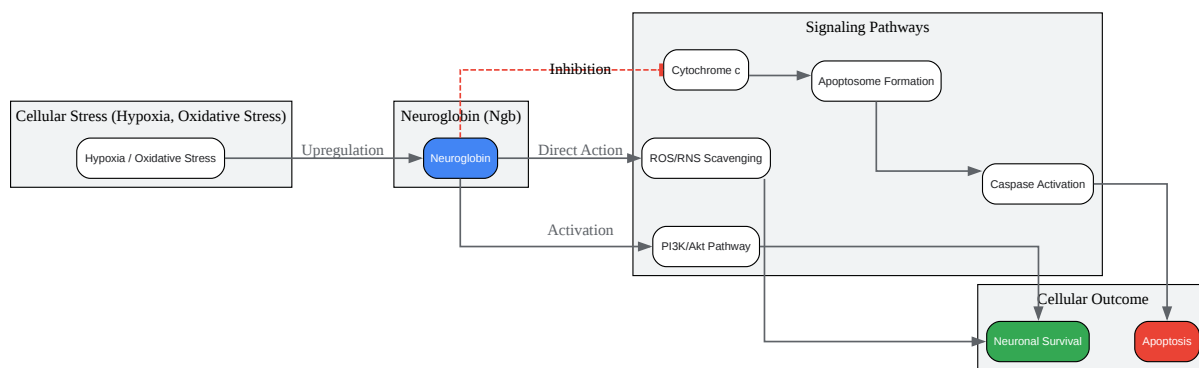 Signaling Pathways
Inhibition
Cytochrome c
Apoptosome Formation
Cellular Stress (Hypoxia, Oxidative Stress)
Neuroglobin (Ngb)
Hypoxia / Oxidative Stress
Upregulation
Neuroglobin
Direct Action
ROS/RNS Scavenging
Caspase Activation
Activation
PI3K/Akt Pathway
Cellular Outcome
Neuronal Survival
Apoptosis